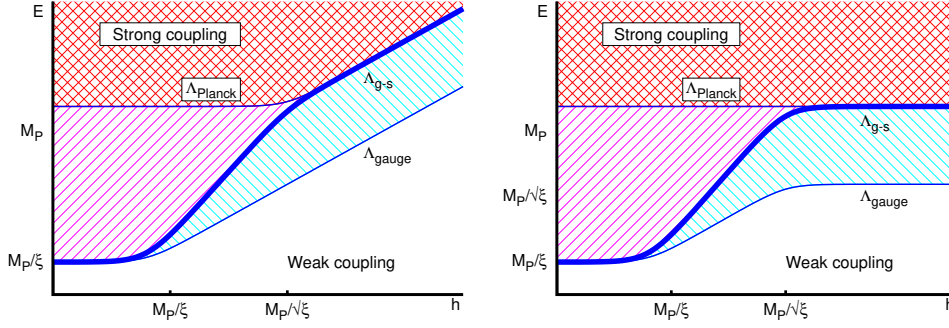 E
Strong coupling
ΛPlanck
Λg-s
MP
Λgauge
MP/ξ
Weak coupling
MP/ξ
MP/√ξ
h
E
Strong coupling
ΛPlanck
MP
Λg-s
MP/√ξ
Λgauge
MP/ξ
Weak coupling
MP/ξ
MP/√ξ
h